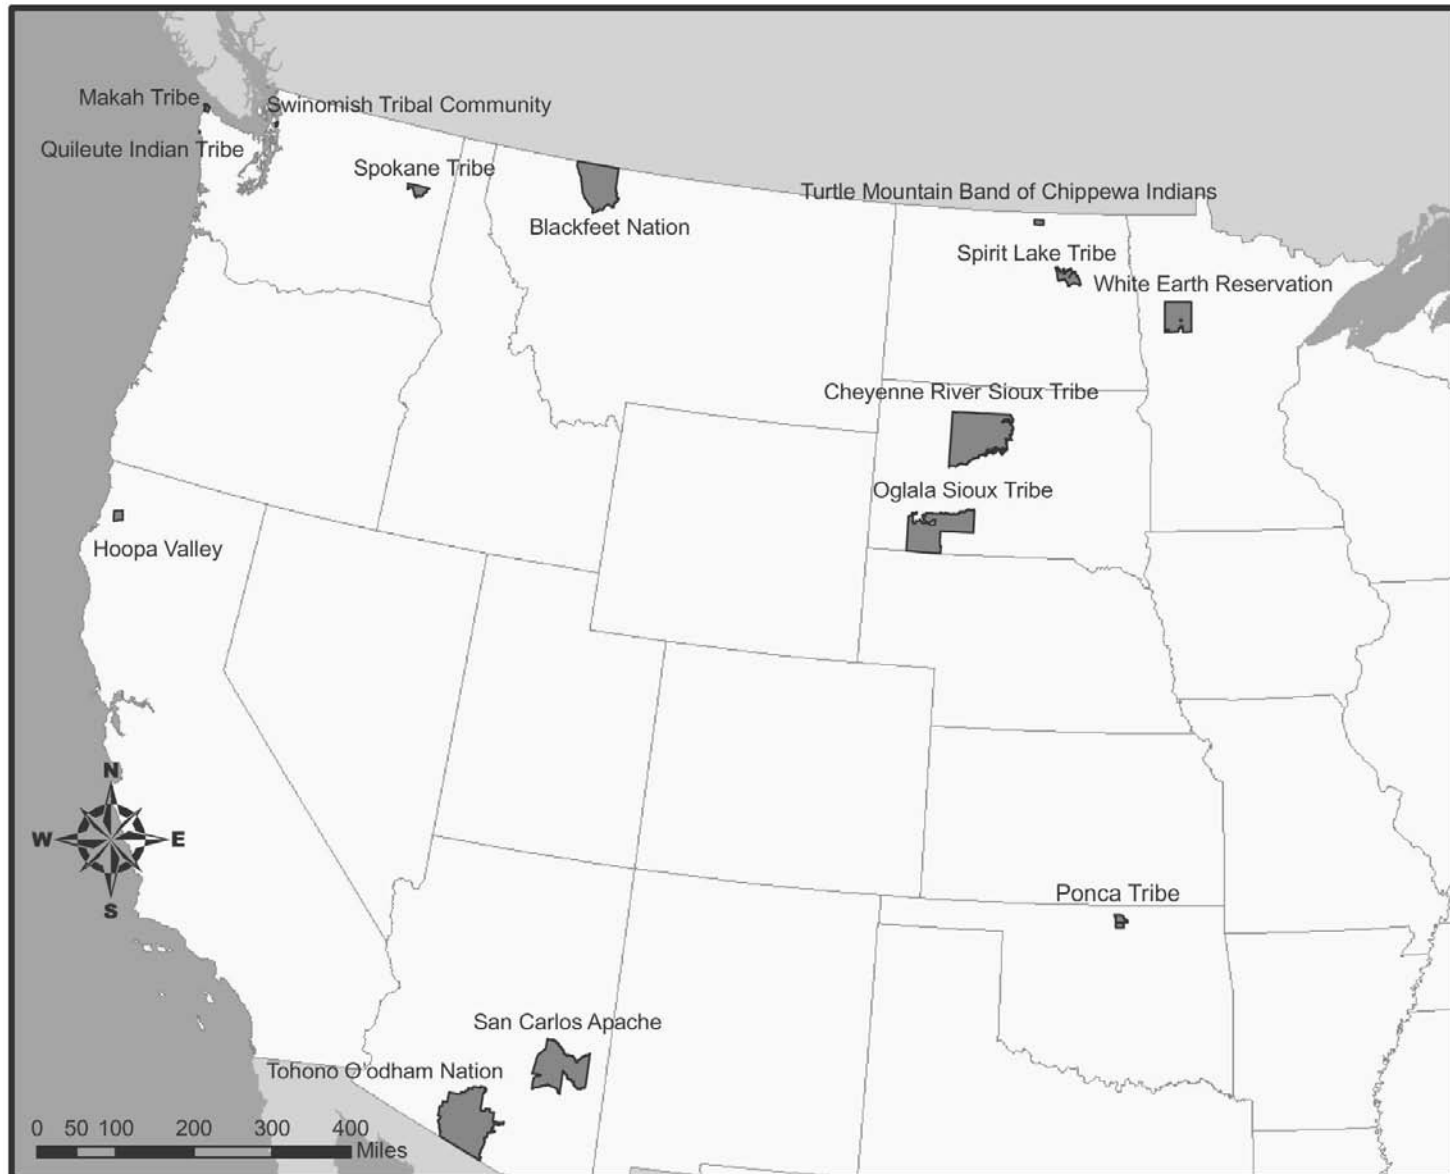 Makah Tribe
Swinomish Tribal Community
Quileute Indian Tribe
Spokane Tribe
Blackfeet Nation
Turtle Mountain Band of Chippewa Indians
Spirit Lake Tribe
White Earth Reservation
Cheyenne River Sioux Tribe
Oglala Sioux Tribe
Hoopa Valley
N
W E
S
Ponca Tribe
San Carlos Apache
Tohono O'odham Nation
0 50 100 200 300 400
Miles